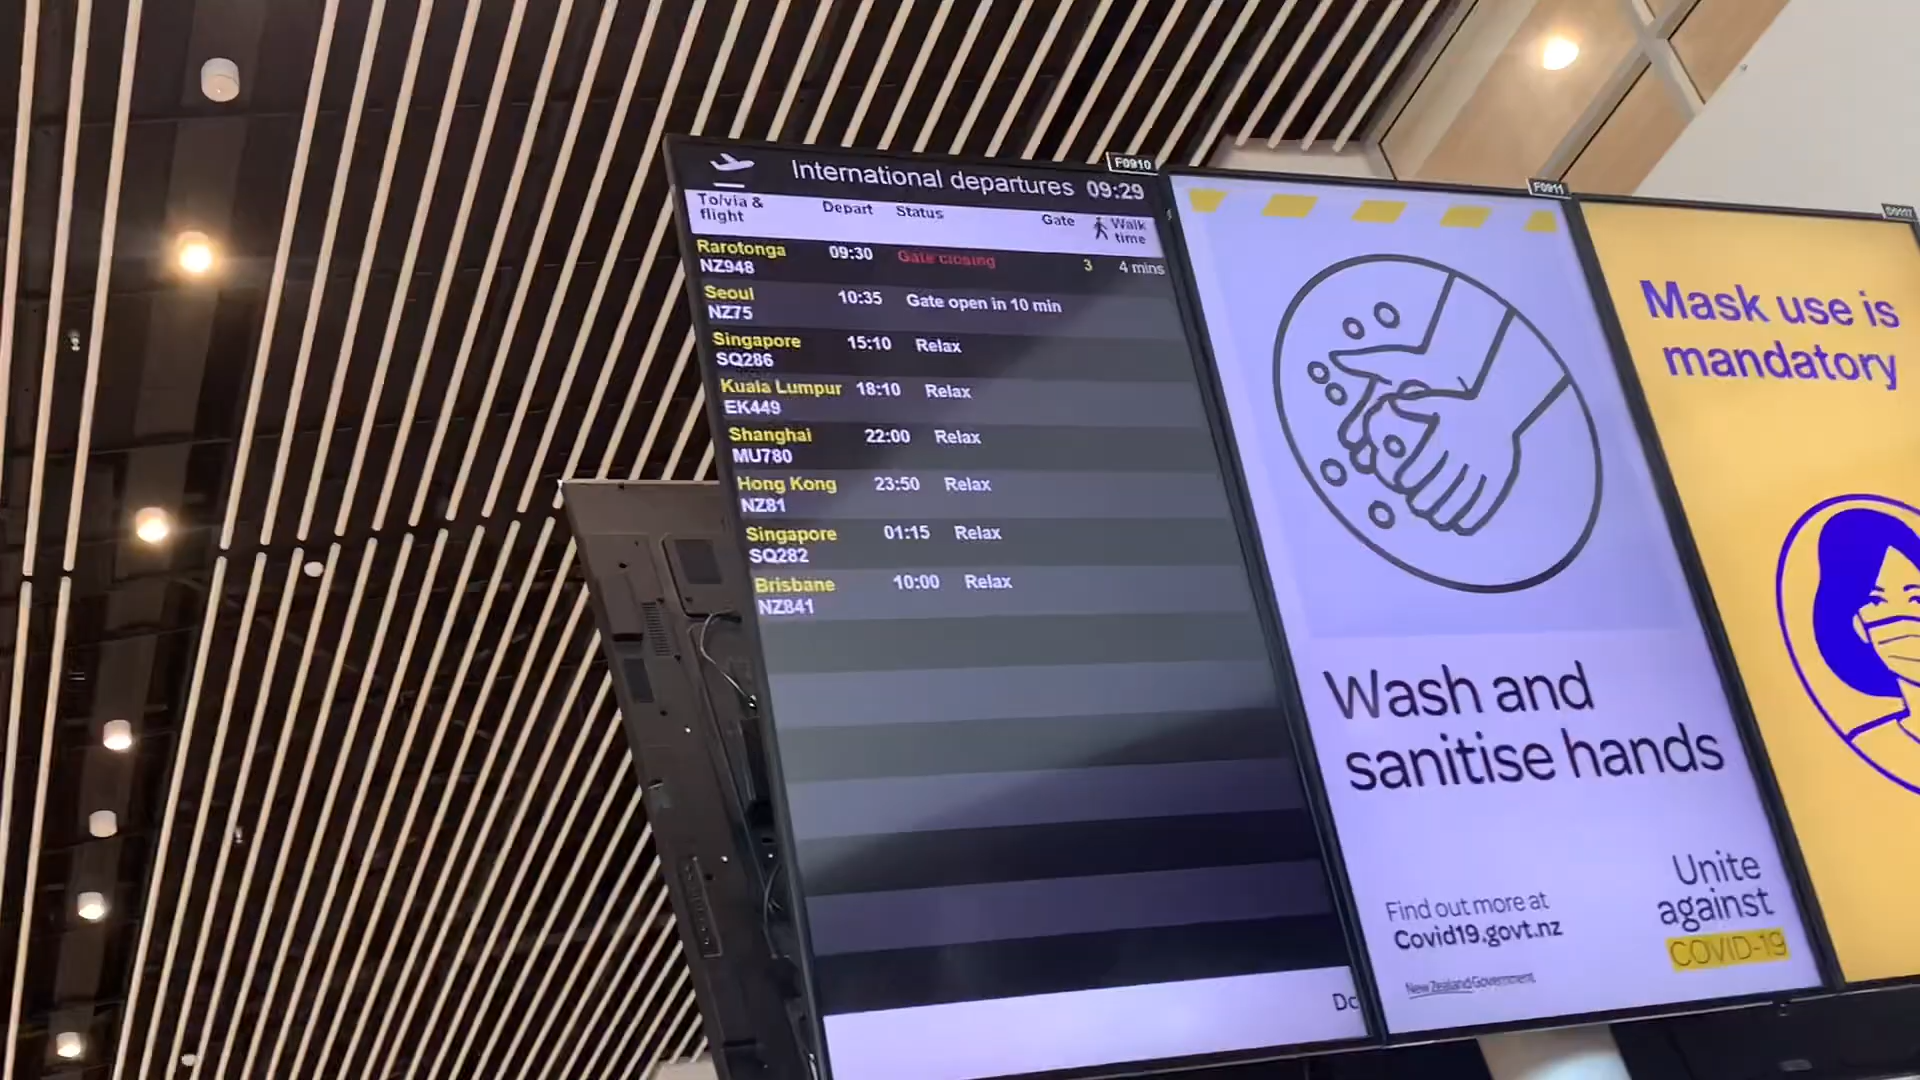 F0910
International departures 09:29
To/via & flight Depart Status Gate Walk time
Rarotonga 09:30 Gate closing 3 4 mins
NZ948
Seoul 10:35 Gate open in 10 min
NZ75
Singapore 15:10 Relax
SQ286
Kuala Lumpur 18:10 Relax
EK449
Shanghai 22:00 Relax
MU780
Hong Kong 23:50 Relax
NZ81
Singapore 01:15 Relax
SQ282
Brisbane 10:00 Relax
NZ841
F0911
Wash and
sanitise hands
Find out more at
Covid19.govt.nz
New Zealand Government
Unite
against
COVID-19
Mask use is
mandatory